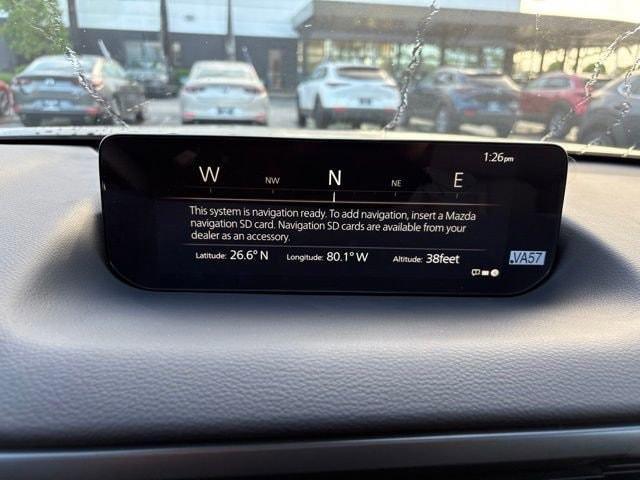 1:26pm
W NW N NE E
This system is navigation ready. To add navigation, insert a Mazda
navigation SD card. Navigation SD cards are available from your
dealer as an accessory.
Latitude: 26.6° N Longitude: 80.1° W Altitude: 38feet
.VA57